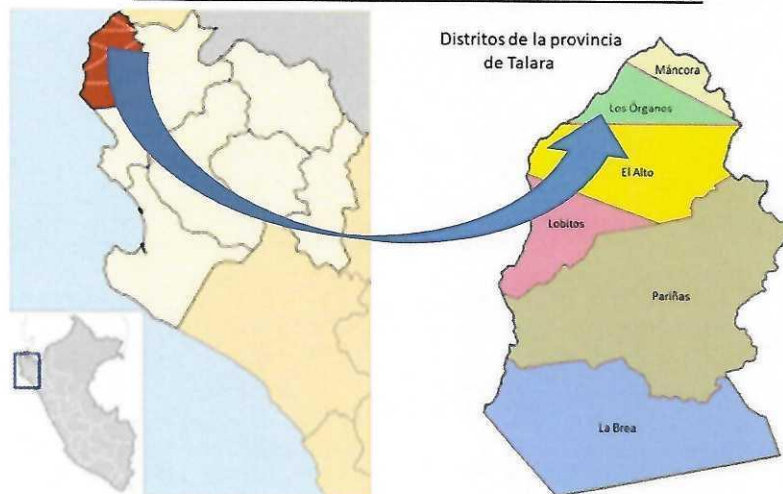 Distritos de la provincia
de Talara
Máncora
Los Órganos
El Alto
Lobitos
Pariñas
La Brea